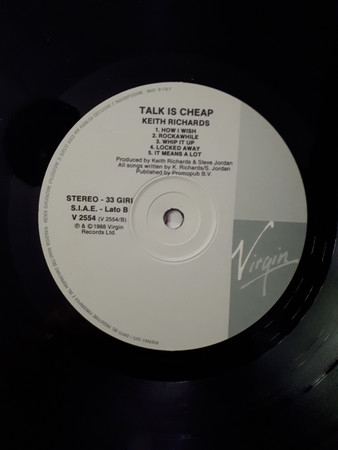 TALK IS CHEAP
KEITH RICHARDS
1. HOW I WISH
2. ROCKAWHILE
3. WHIP IT UP
4. LOCKED AWAY
5. IT MEANS A LOT
Produced by Keith Richards & Steve Jordan
All songs written by K. Richards/S. Jordan
Published by Promopub B.V.
STEREO - 33 GIRI
S.I.A.E. - Lato B
V 2554 (V 2554/B)
℗ & ©1988 Virgin
Records Ltd.
Virgin